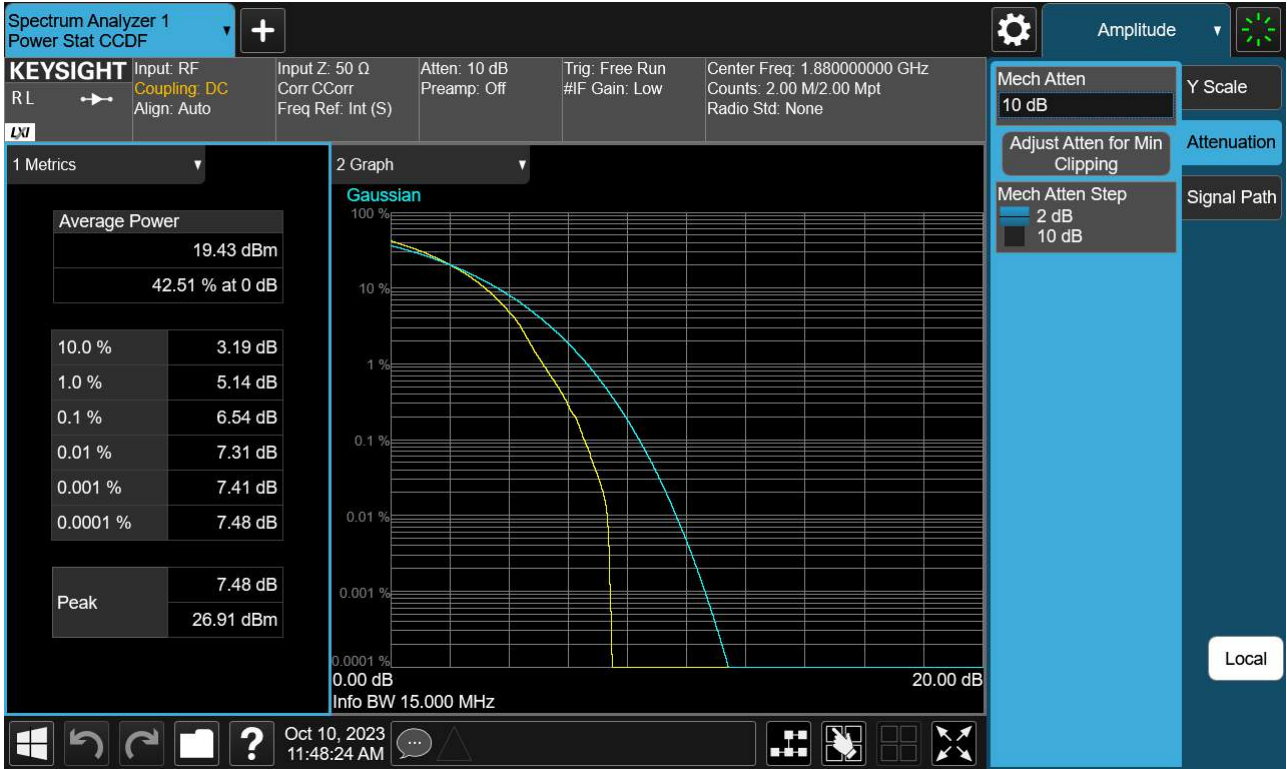 Spectrum Analyzer 1
Power Stat CCDF
+
Amplitude
KEYSIGHT
RL
LXI
Input: RF
Coupling: DC
Align: Auto
Input Z: 50 Ω
Corr CCorr
Freq Ref: Int (S)
Atten: 10 dB
Preamp: Off
Trig: Free Run
#IF Gain: Low
Center Freq: 1.880000000 GHz
Counts: 2.00 M/2.00 Mpt
Radio Std: None
1 Metrics
Average Power
19.43 dBm
42.51 % at 0 dB
10.0 % 3.19 dB
1.0 % 5.14 dB
0.1 % 6.54 dB
0.01 % 7.31 dB
0.001 % 7.41 dB
0.0001 % 7.48 dB
Peak
7.48 dB
26.91 dBm
2 Graph
Gaussian
100 %
10 %
1 %
0.1 %
0.01 %
0.001 %
0.0001 %
0.00 dB 20.00 dB
Info BW 15.000 MHz
Mech Atten
10 dB
Adjust Atten for Min
Clipping
Mech Atten Step
2 dB
10 dB
Y Scale
Attenuation
Signal Path
Local
?
Oct 10, 2023
11:48:24 AM